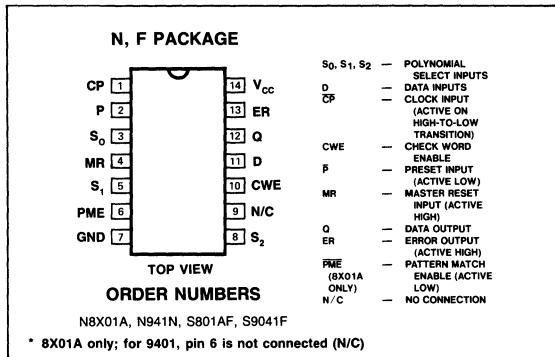 N, F PACKAGE
CP 1
P 2
S0 3
MR 4
S1 5
PME 6
GND 7
14 VCC
13 ER
12 Q
11 D
10 CWE
9 N/C
8 S2
TOP VIEW
ORDER NUMBERS
N8X01A, N941N, S801AF, S9041F
* 8X01A only; for 9401, pin 6 is not connected (N/C)
S0, S1, S2 — POLYNOMIAL
SELECT INPUTS
D — DATA INPUTS
C̅P̅ — CLOCK INPUT
(ACTIVE ON
HIGH-TO-LOW
TRANSITION)
CWE — CHECK WORD
ENABLE
P̅ — PRESET INPUT
(ACTIVE LOW)
MR — MASTER RESET
INPUT (ACTIVE
HIGH)
Q — DATA OUTPUT
ER — ERROR OUTPUT
(ACTIVE HIGH)
P̅M̅E̅ — PATTERN MATCH
(8X01A ENABLE (ACTIVE
ONLY) LOW)
N/C — NO CONNECTION